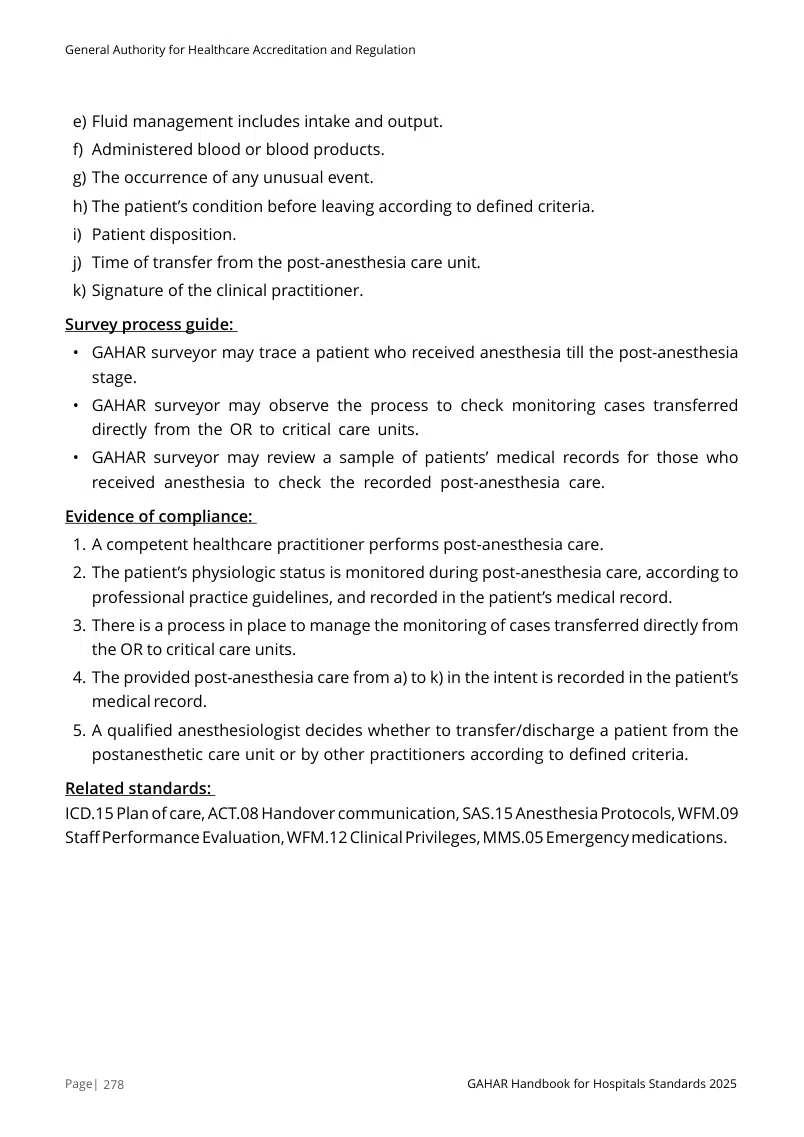 General Authority for Healthcare Accreditation and Regulation
e) Fluid management includes intake and output.
f) Administered blood or blood products.
g) The occurrence of any unusual event.
h) The patient’s condition before leaving according to defined criteria.
i) Patient disposition.
j) Time of transfer from the post-anesthesia care unit.
k) Signature of the clinical practitioner.
Survey process guide:
• GAHAR surveyor may trace a patient who received anesthesia till the post-anesthesia
stage.
• GAHAR surveyor may observe the process to check monitoring cases transferred
directly from the OR to critical care units.
• GAHAR surveyor may review a sample of patients’ medical records for those who
received anesthesia to check the recorded post-anesthesia care.
Evidence of compliance:
1. A competent healthcare practitioner performs post-anesthesia care.
2. The patient’s physiologic status is monitored during post-anesthesia care, according to
professional practice guidelines, and recorded in the patient’s medical record.
3. There is a process in place to manage the monitoring of cases transferred directly from
the OR to critical care units.
4. The provided post-anesthesia care from a) to k) in the intent is recorded in the patient’s
medical record.
5. A qualified anesthesiologist decides whether to transfer/discharge a patient from the
postanesthetic care unit or by other practitioners according to defined criteria.
Related standards:
ICD.15 Plan of care, ACT.08 Handover communication, SAS.15 Anesthesia Protocols, WFM.09
Staff Performance Evaluation, WFM.12 Clinical Privileges, MMS.05 Emergency medications.
Page| 278
GAHAR Handbook for Hospitals Standards 2025